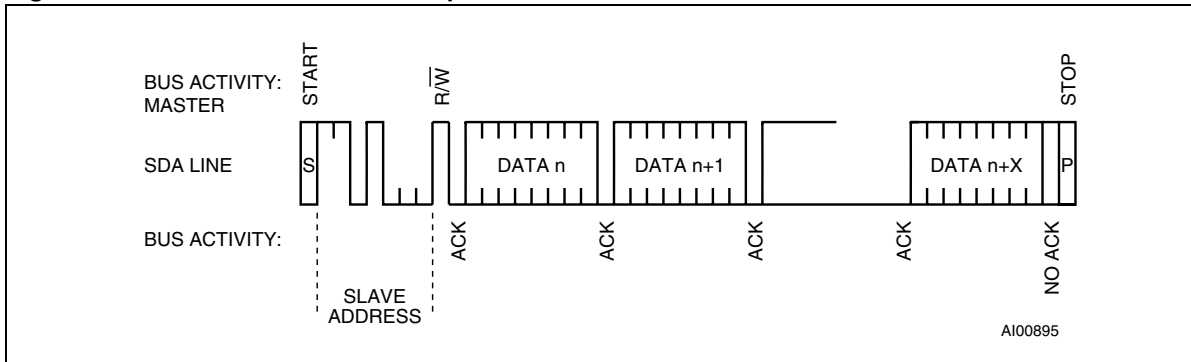 BUS ACTIVITY:
MASTER
START
R/W
STOP
SDA LINE
S
DATA n
DATA n+1
DATA n+X
P
BUS ACTIVITY:
ACK
ACK
ACK
ACK
NO ACK
SLAVE
ADDRESS
AI00895